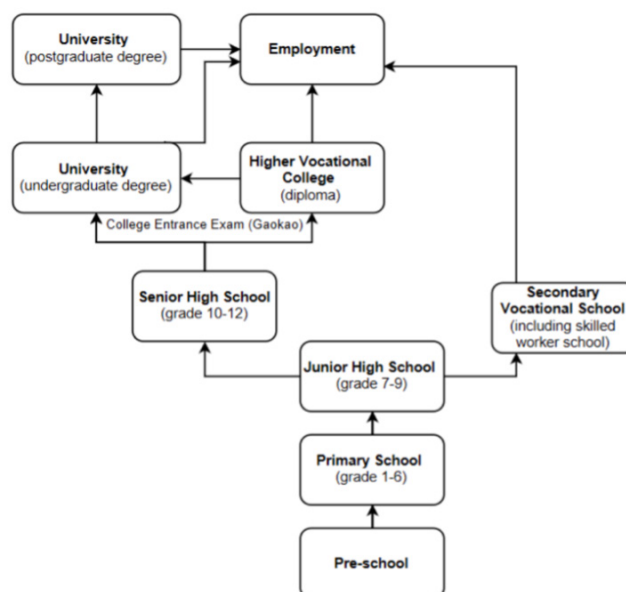 University
(postgraduate degree)
Employment
University
(undergraduate degree)
Higher Vocational
College
(diploma)
College Entrance Exam (Gaokao)
Senior High School
(grade 10-12)
Secondary
Vocational School
(including skilled
worker school)
Junior High School
(grade 7-9)
Primary School
(grade 1-6)
Pre-school